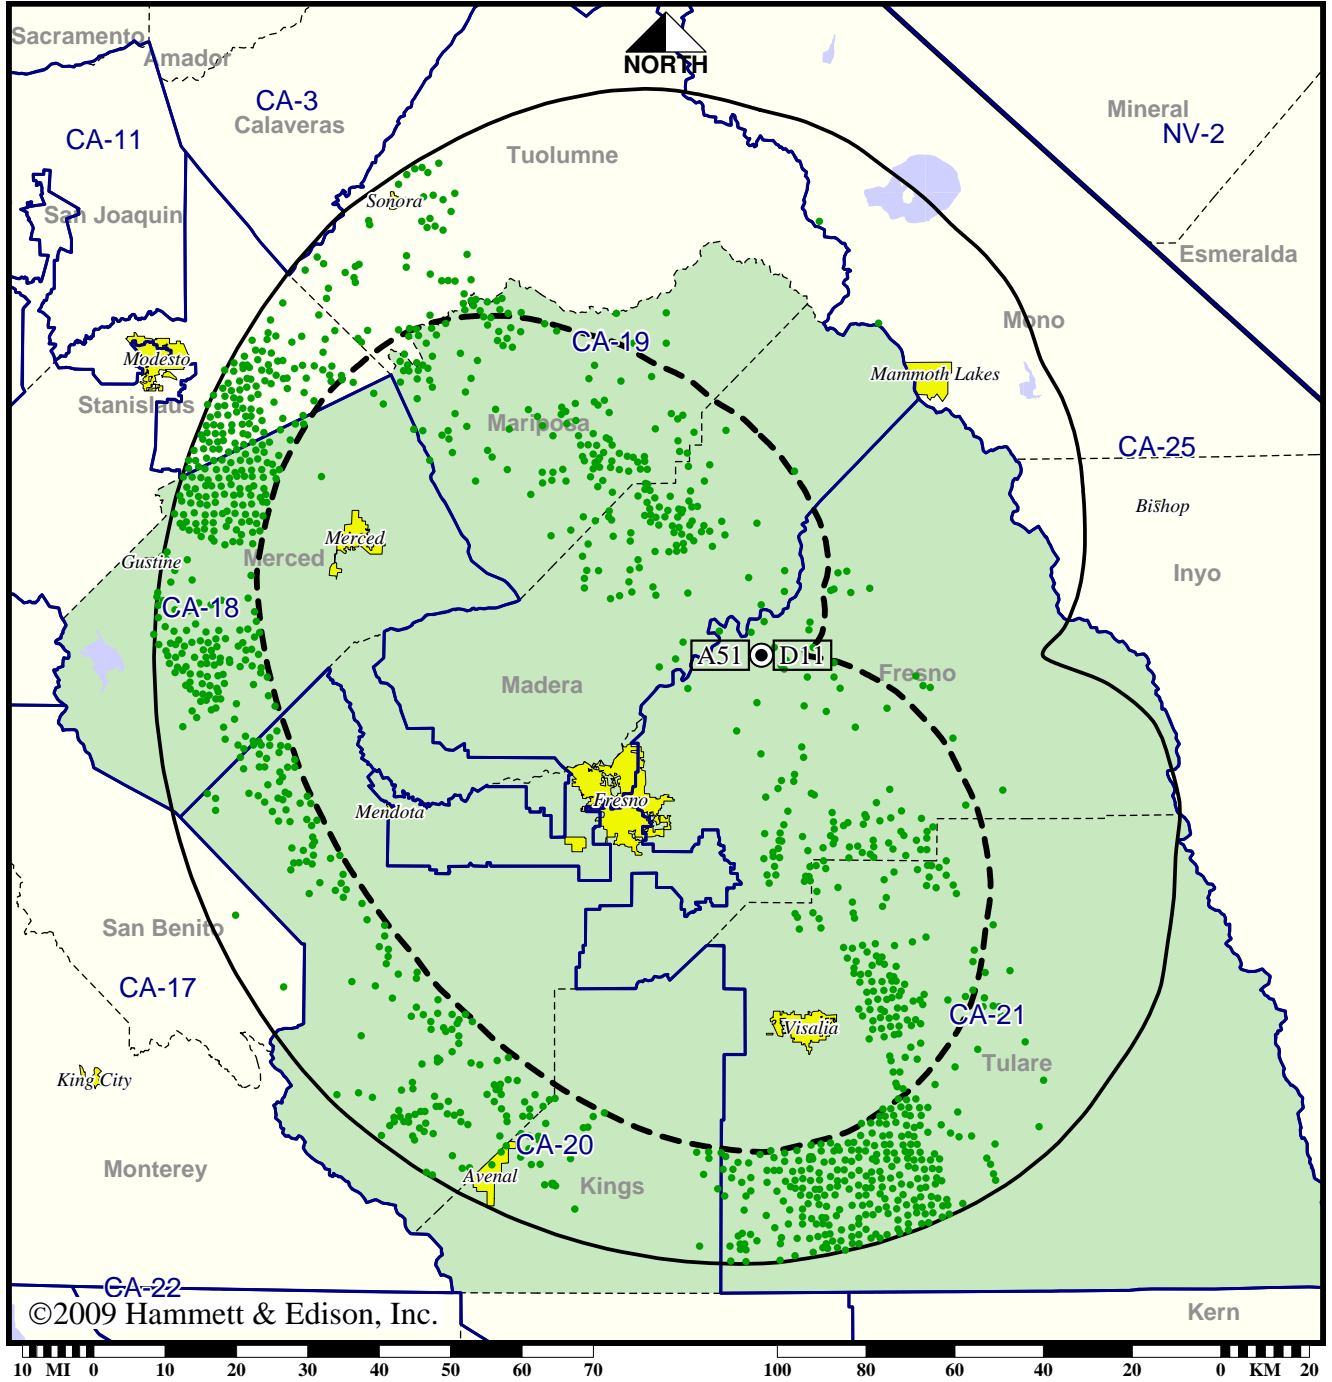 Sacramento
Amador
NORTH
CA-3
Calaveras
Mineral
NV-2
CA-11
Tuolumne
Sonora
San Joaquin
Esmeralda
Mono
CA-19
Modesto
Mammoth Lakes
Stanislaus
Mariposa
CA-25
Bishop
Merced
Gustine
Merced
Inyo
CA-18
A51
D11
Fresno
Madera
Fresno
Mendota
San Benito
CA-17
CA-21
Visalia
Tulare
King City
CA-20
Monterey
Avenal
Kings
CA-22
©2009 Hammett & Edison, Inc.
Kern
10 MI 0 10 20 30 40 50 60 70
100 80 60 40 20 0 KM 20